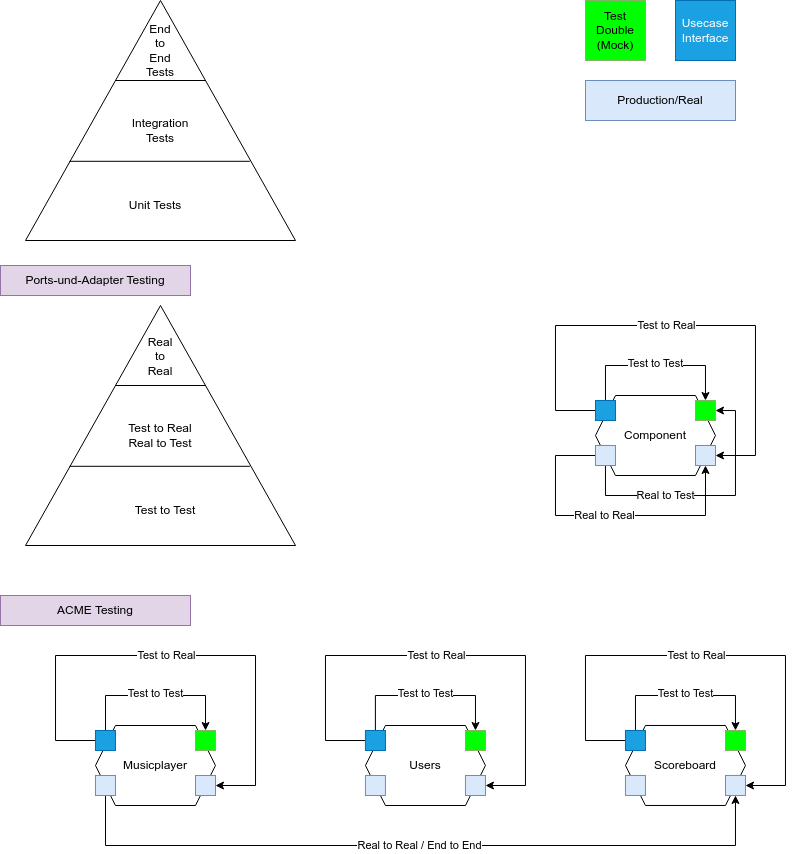 End
to
End
Tests
Integration
Tests
Unit Tests
Test
Double
(Mock)
Usecase
Interface
Production/Real
Ports-und-Adapter Testing
Real
to
Real
Test to Real
Real to Test
Test to Test
Test to Real
Test to Test
Component
Real to Test
Real to Real
ACME Testing
Test to Real
Test to Test
Musicplayer
Test to Real
Test to Test
Users
Test to Real
Test to Test
Scoreboard
Real to Real / End to End